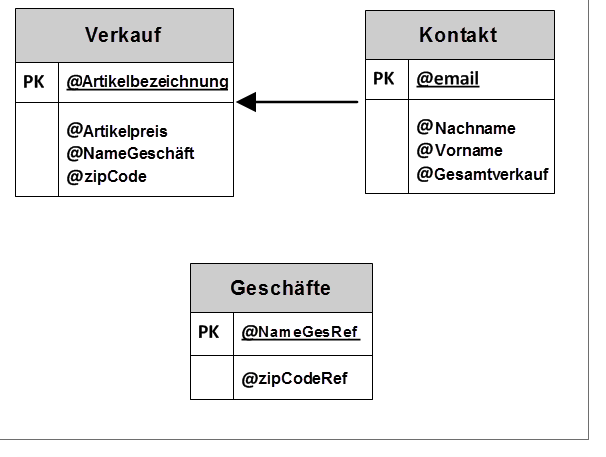 Verkauf
PK @Artikelbezeichnung
@Artikelpreis
@NameGeschäft
@zipCode
Kontakt
PK @email
@Nachname
@Vorname
@Gesamtverkauf
Geschäfte
PK @NameGesRef
@zipCodeRef